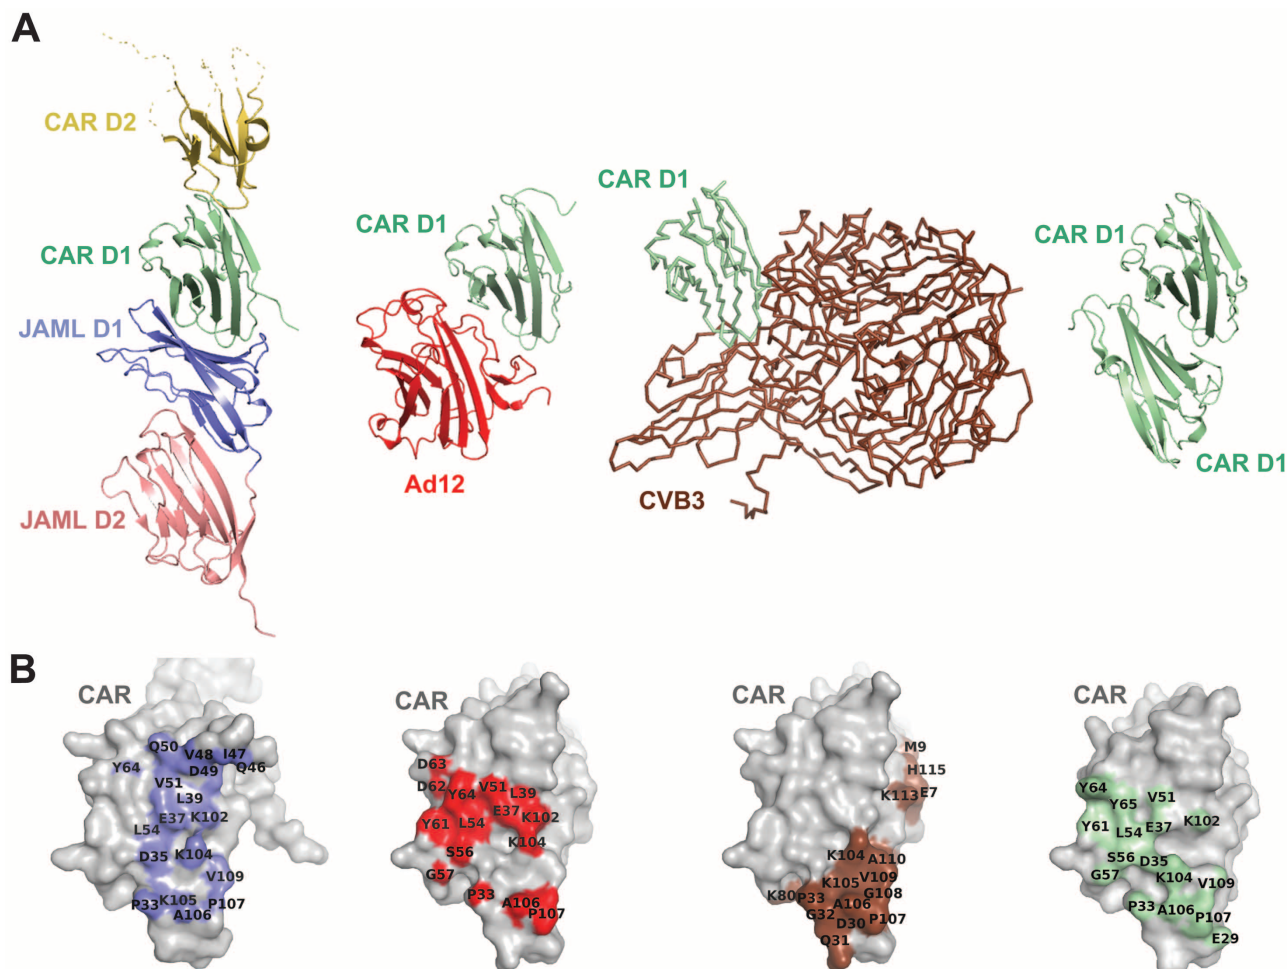 A
CAR D2
CAR D1
JAML D1
JAML D2
CAR D1
Ad12
CAR D1
CVB3
CAR D1
CAR D1
B
CAR
Q50
V48
I47
Y64
D49
Q46
V51
L39
E37
K102
L54
D35
K104
V109
P33
K105
P107
A106
CAR
D63
D62
Y64
V51
L39
E37
Y61
L54
K102
K104
S56
G57
P33
A106
P107
CAR
M9
H115
K113
E7
K104
A110
V109
K105
K80
P33
G108
A106
G32
D30
P107
Q31
CAR
Y64
Y65
V51
Y61
L54
E37
K102
S56
D35
G57
K104
V109
P33
A106
P107
E29